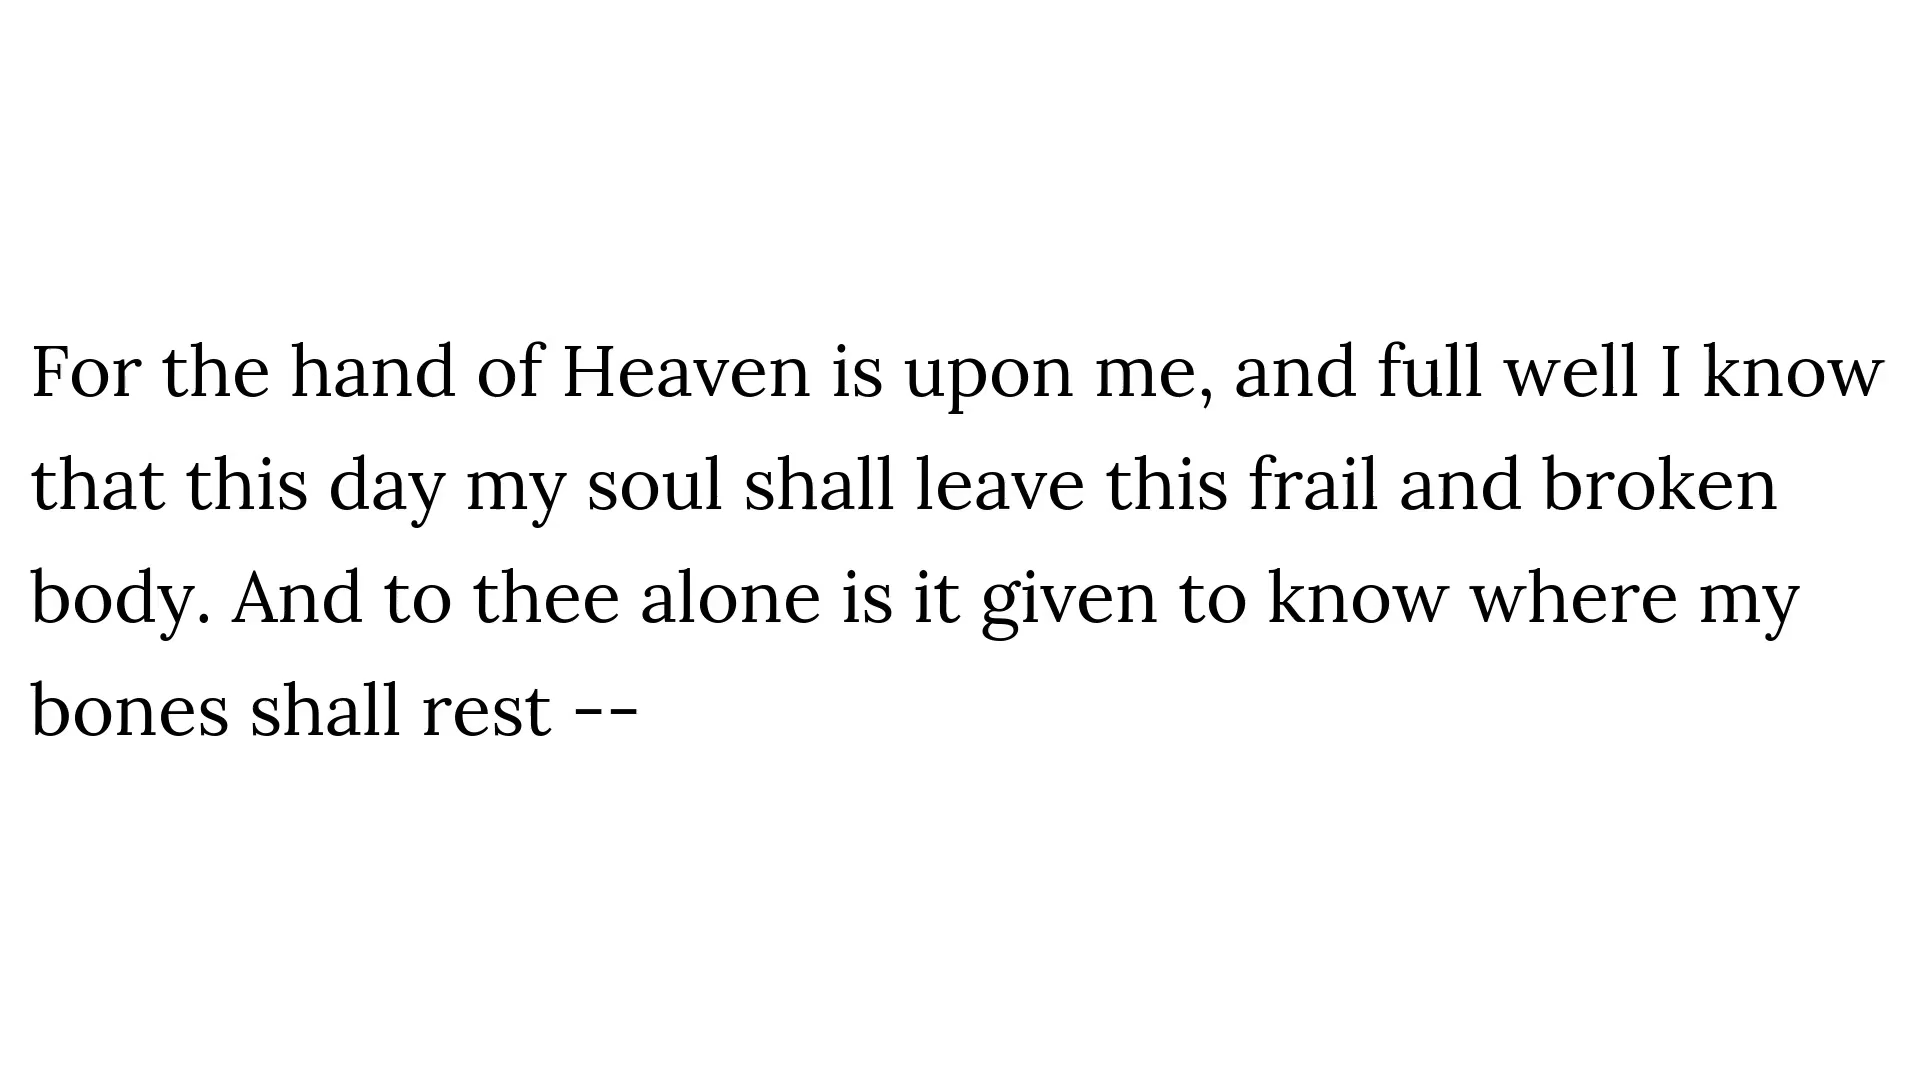 For the hand of Heaven is upon me, and full well I know
that this day my soul shall leave this frail and broken
body. And to thee alone is it given to know where my
bones shall rest --